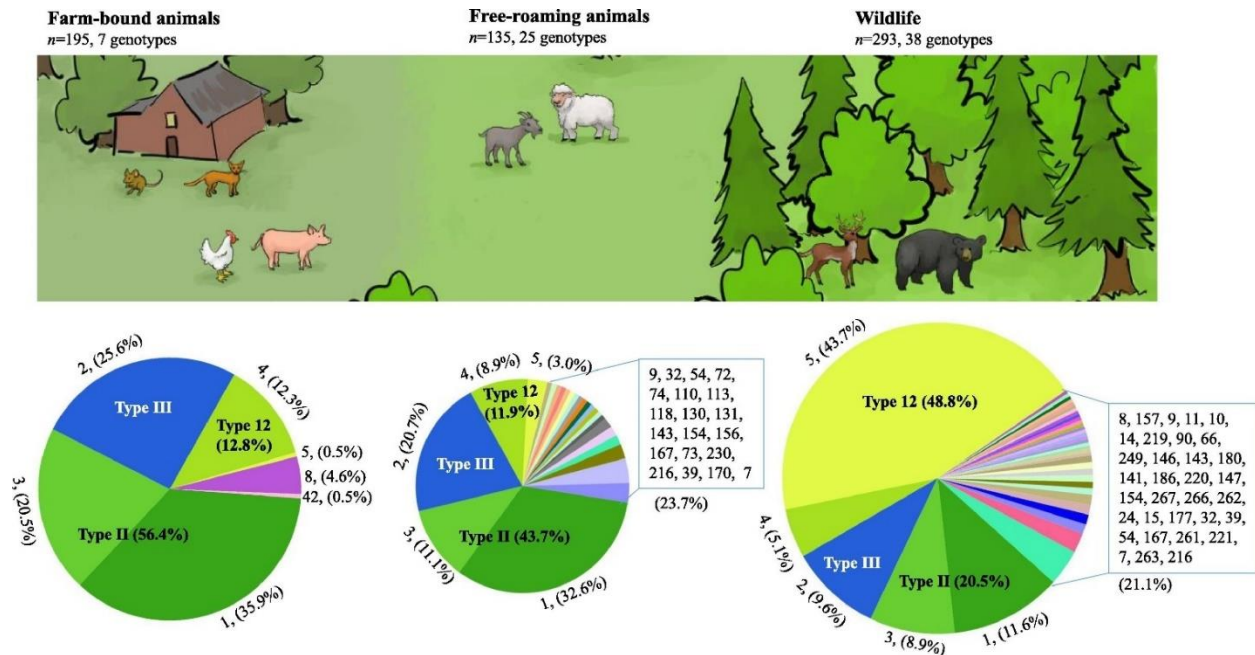 Farm-bound animals
n=195, 7 genotypes
Free-roaming animals
n=135, 25 genotypes
Wildlife
n=293, 38 genotypes
2, (25.6%)
4, (12.3%)
Type III
Type 12
(12.8%)
5, (0.5%)
8, (4.6%)
42, (0.5%)
3, (20.5%)
Type II (56.4%)
1, (35.9%)
4, (8.9%)
5, (3.0%)
Type 12
(11.9%)
2, (20.7%)
Type III
3, (11.1%)
Type II (43.7%)
1, (32.6%)
9, 32, 54, 72,
74, 110, 113,
118, 130, 131,
143, 154, 156,
167, 73, 230,
216, 39, 170, 7
(23.7%)
5, (43.7%)
Type 12 (48.8%)
4, (5.1%)
Type III
2, (9.6%)
Type II (20.5%)
3, (8.9%)
1, (11.6%)
8, 157, 9, 11, 10,
14, 219, 90, 66,
249, 146, 143, 180,
141, 186, 220, 147,
154, 267, 266, 262,
24, 15, 177, 32, 39,
54, 167, 261, 221,
7, 263, 216
(21.1%)